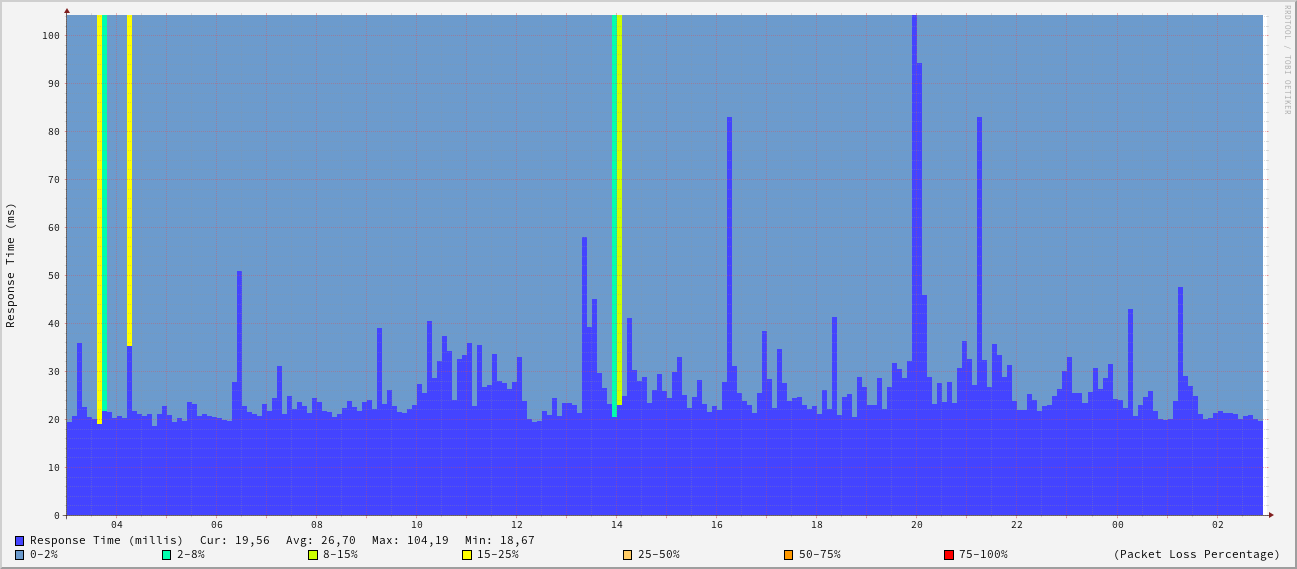 RRDTOOL / TOBI OETIKER
Response Time (ms)
100
90
80
70
60
50
40
30
20
10
0
04 06 08 10 12 14 16 18 20 22 00 02
Response Time (millis) Cur: 19,56 Avg: 26,70 Max: 104,19 Min: 18,67
0-2% 2-8% 8-15% 15-25% 25-50% 50-75% 75-100% (Packet Loss Percentage)